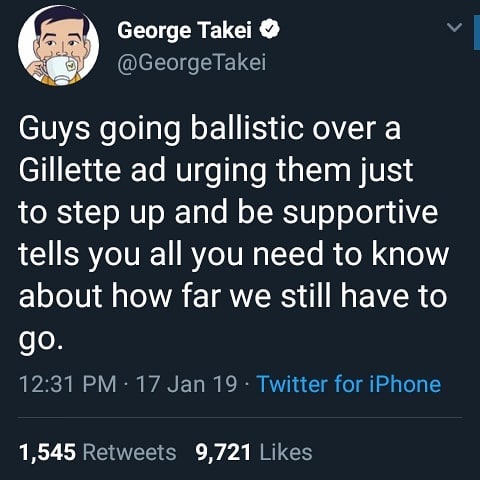 George Takei
@GeorgeTakei
Guys going ballistic over a
Gillette ad urging them just
to step up and be supportive
tells you all you need to know
about how far we still have to
go.
12:31 PM · 17 Jan 19 · Twitter for iPhone
1,545 Retweets 9,721 Likes